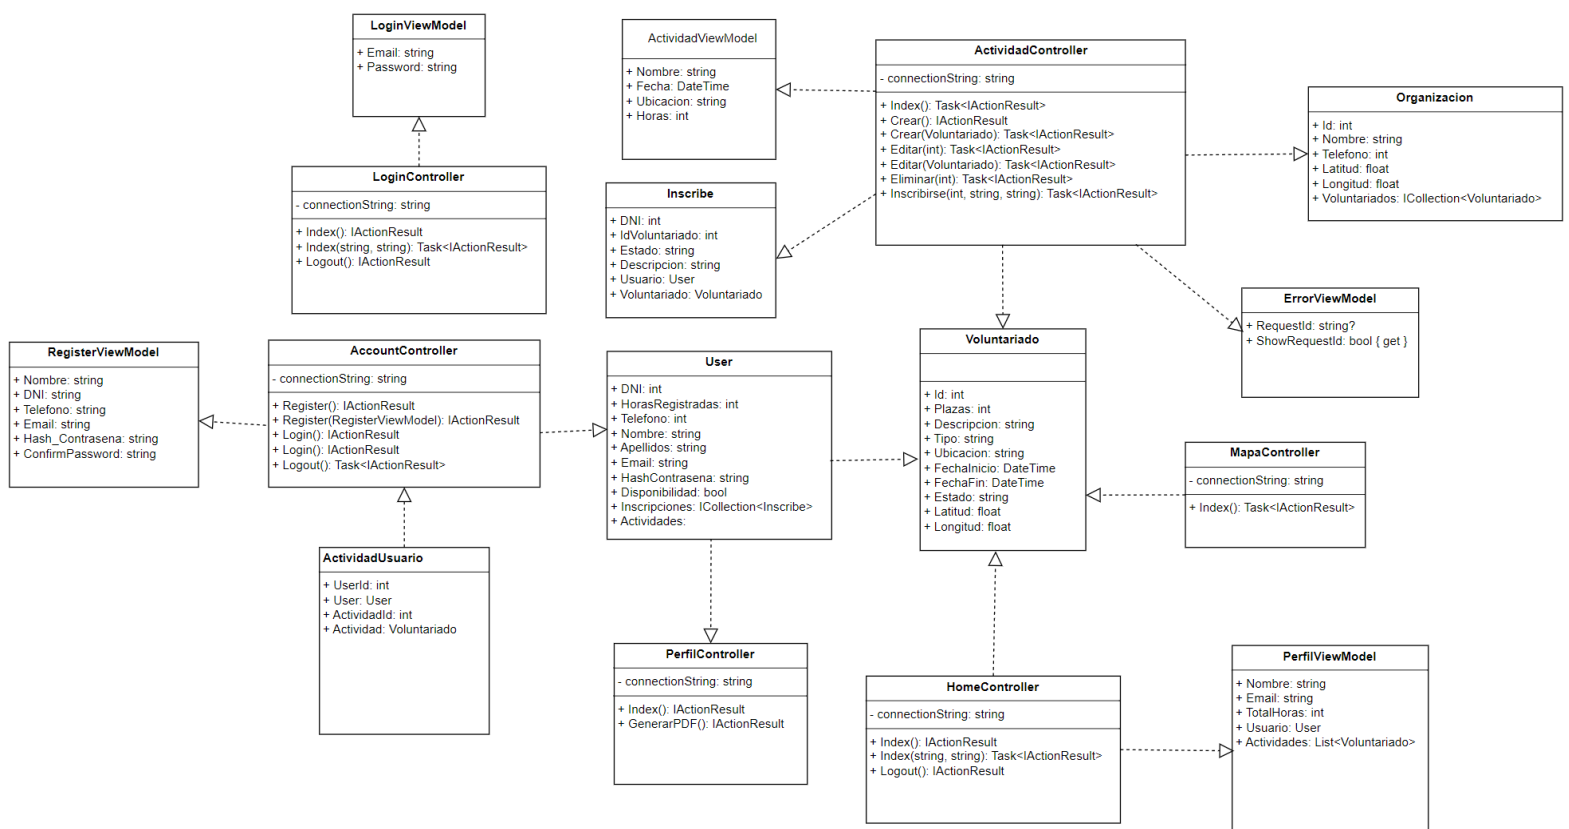 LoginViewModel
+ Email: string
+ Password: string
ActividadViewModel
+ Nombre: string
+ Fecha: DateTime
+ Ubicacion: string
+ Horas: int
ActividadController
- connectionString: string
+ Index(): Task<IActionResult>
+ Crear(): IActionResult
+ Crear(Voluntariado): Task<IActionResult>
+ Editar(int): Task<IActionResult>
+ Editar(Voluntariado): Task<IActionResult>
+ Eliminar(int): Task<IActionResult>
+ Inscribirse(int, string, string): Task<IActionResult>
Organizacion
+ Id: int
+ Nombre: string
+ Telefono: int
+ Latitud: float
+ Longitud: float
+ Voluntariados: ICollection<Voluntariado>
LoginController
- connectionString: string
+ Index(): IActionResult
+ Index(string, string): Task<IActionResult>
+ Logout(): IActionResult
Inscribe
+ DNI: int
+ IdVoluntariado: int
+ Estado: string
+ Descripcion: string
+ Usuario: User
+ Voluntariado: Voluntariado
ErrorViewModel
+ RequestId: string?
+ ShowRequestId: bool { get }
RegisterViewModel
+ Nombre: string
+ DNI: string
+ Telefono: string
+ Email: string
+ Hash_Contrasena: string
+ ConfirmPassword: string
AccountController
- connectionString: string
+ Register(): IActionResult
+ Register(RegisterViewModel): IActionResult
+ Login(): IActionResult
+ Login(): IActionResult
+ Logout(): Task<IActionResult>
User
+ DNI: int
+ HorasRegistradas: int
+ Telefono: int
+ Nombre: string
+ Apellidos: string
+ Email: string
+ HashContrasena: string
+ Disponibilidad: bool
+ Inscripciones: ICollection<Inscribe>
+ Actividades:
Voluntariado
+ Id: int
+ Plazas: int
+ Descripcion: string
+ Tipo: string
+ Ubicacion: string
+ FechaInicio: DateTime
+ FechaFin: DateTime
+ Estado: string
+ Latitud: float
+ Longitud: float
MapaController
- connectionString: string
+ Index(): Task<IActionResult>
ActividadUsuario
+ UserId: int
+ User: User
+ ActividadId: int
+ Actividad: Voluntariado
PerfilController
- connectionString: string
+ Index(): IActionResult
+ GenerarPDF(): IActionResult
HomeController
- connectionString: string
+ Index(): IActionResult
+ Index(string, string): Task<IActionResult>
+ Logout(): IActionResult
PerfilViewModel
+ Nombre: string
+ Email: string
+ TotalHoras: int
+ Usuario: User
+ Actividades: List<Voluntariado>